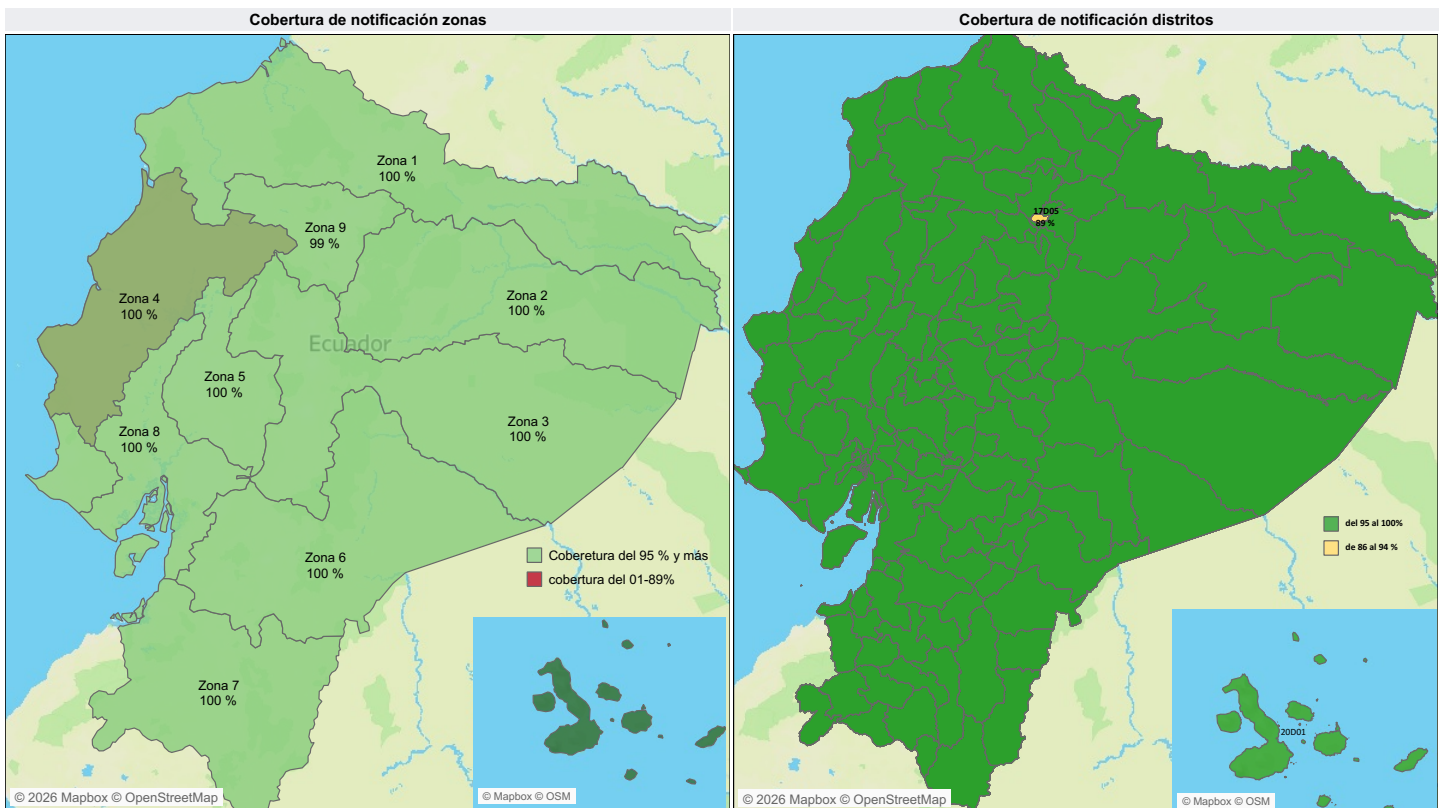 Cobertura de notificación zonas
Zona 1
100 %
Zona 9
99 %
Zona 4
100 %
Zona 2
100 %
Ecuador
Zona 5
100 %
Zona 3
100 %
Zona 8
100 %
Zona 6
100 %
Coberetura del 95 % y más
cobertura del 01-89%
Zona 7
100 %
© 2026 Mapbox © OpenStreetMap
© Mapbox © OSM
Cobertura de notificación distritos
17D05
89 %
del 95 al 100%
de 86 al 94 %
20D01
© 2026 Mapbox © OpenStreetMap
© Mapbox © OSM